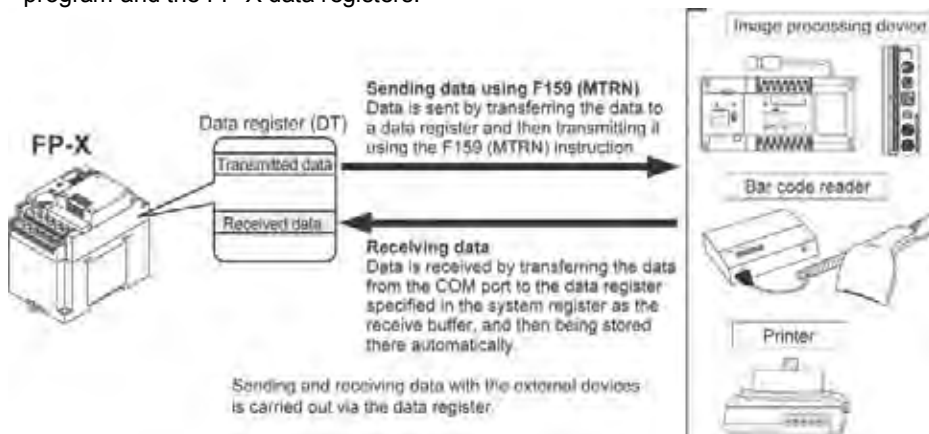 program and the FP-X data registers.
Image processing device
Sending data using F159 (MTRN)
Data is sent by transferring the data to
a data register and then transmitting it
using the F159 (MTRN) instruction
Data register (DT)
FP-X
Transmitted data
Bar code reader
Received data
Receiving data
Data is received by transferring the data
from the COM port to the data register
specified in the system register as the
receive buffer, and then being stored
there automatically.
Printer
Sending and receiving data with the external devices
is carried out via the data register.